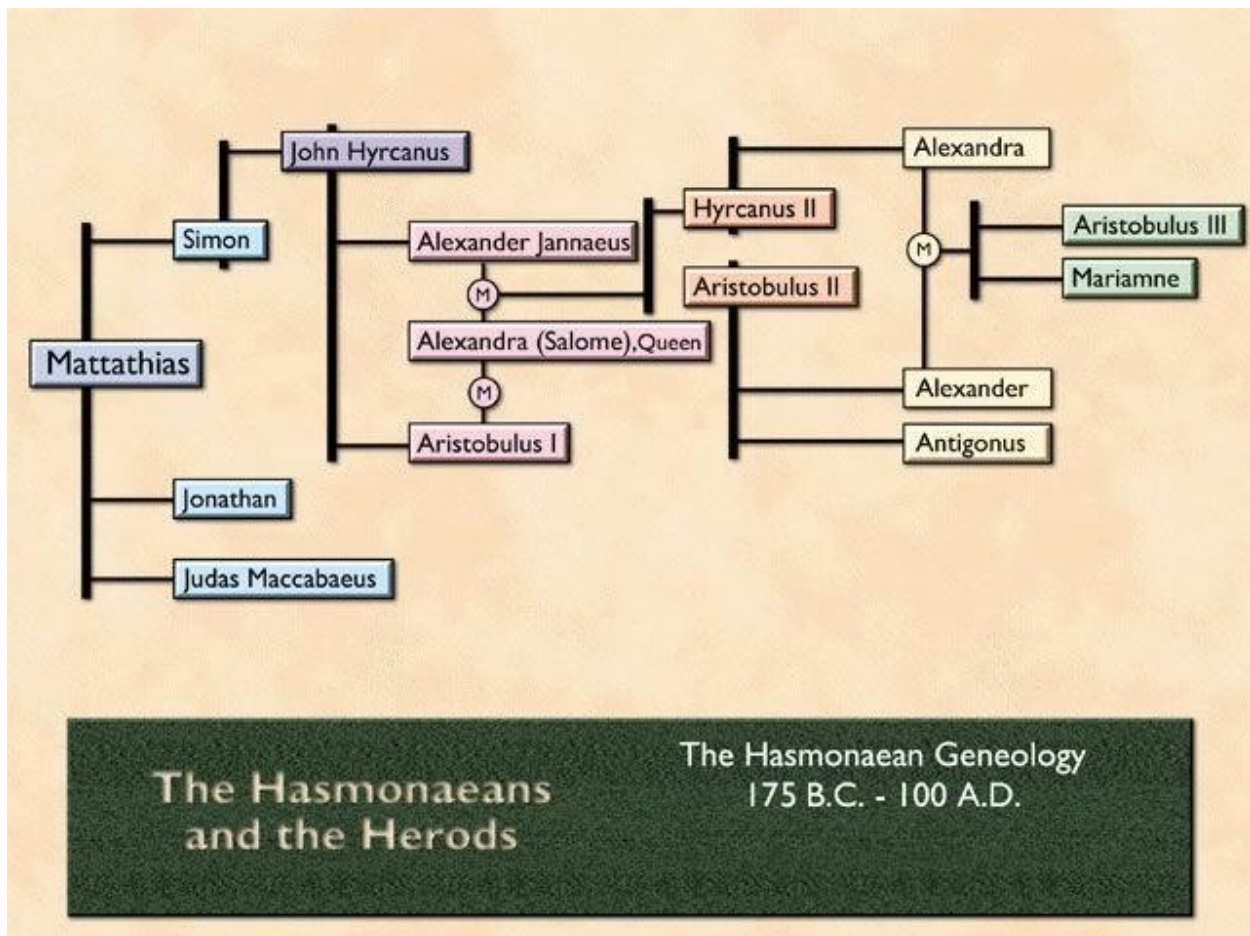 John Hyrcanus
Alexandra
Hyrcanus II
Aristobulus III
Simon
Alexander Jannaeus
M
Mariamne
Aristobulus II
M
Alexandra (Salome),Queen
Mattathias
Alexander
M
Aristobulus I
Antigonus
Jonathan
Judas Maccabaeus
The Hasmonaeans
and the Herods
The Hasmonaean Geneology
175 B.C. - 100 A.D.